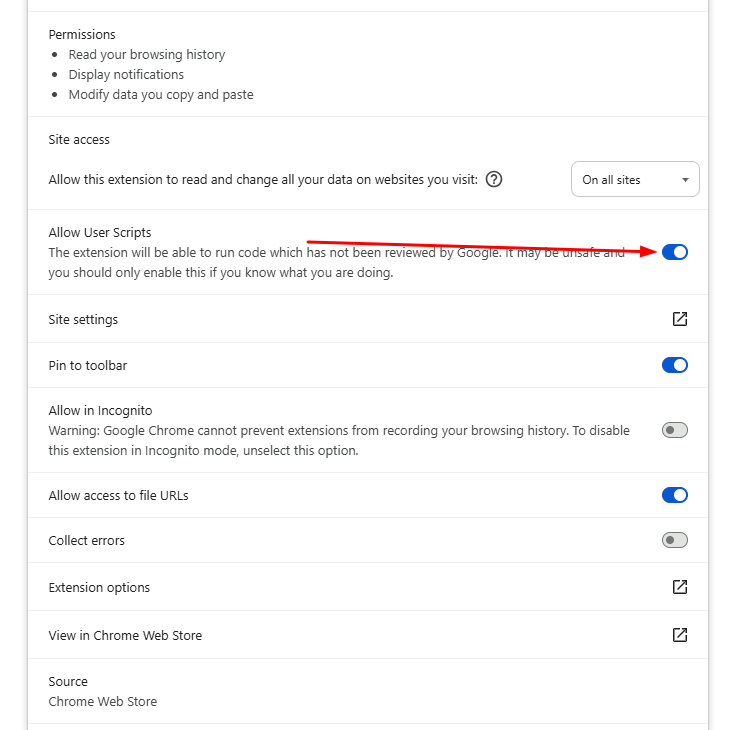 Permissions
Read your browsing history
Display notifications
Modify data you copy and paste
Site access
Allow this extension to read and change all your data on websites you visit:
On all sites
Allow User Scripts
The extension will be able to run code which has not been reviewed by Google. It may be unsafe and
you should only enable this if you know what you are doing.
Site settings
Pin to toolbar
Allow in Incognito
Warning: Google Chrome cannot prevent extensions from recording your browsing history. To disable
this extension in Incognito mode, unselect this option.
Allow access to file URLs
Collect errors
Extension options
View in Chrome Web Store
Source
Chrome Web Store